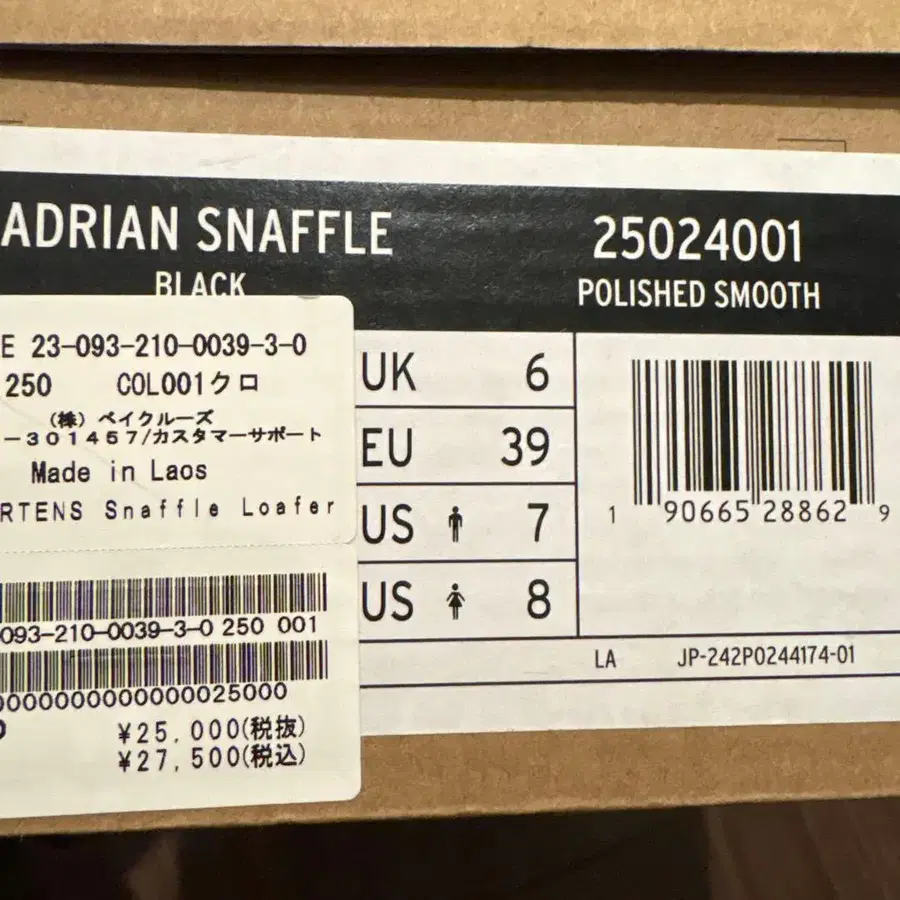 ADRIAN SNAFFLE
BLACK
25024001
POLISHED SMOOTH
E 23-093-210-0039-3-0
250 COL001クロ
(株) ベイクルーズ
-301457/カスタマーサポート
Made in Laos
RTENS Snaffle Loafer
093-210-0039-3-0 250 001
0000000000000000025000
¥25,000(税抜)
¥27,500(税込)
UK 6
EU 39
US 7
US 8
1 90665 28862 9
LA JP-242P0244174-01